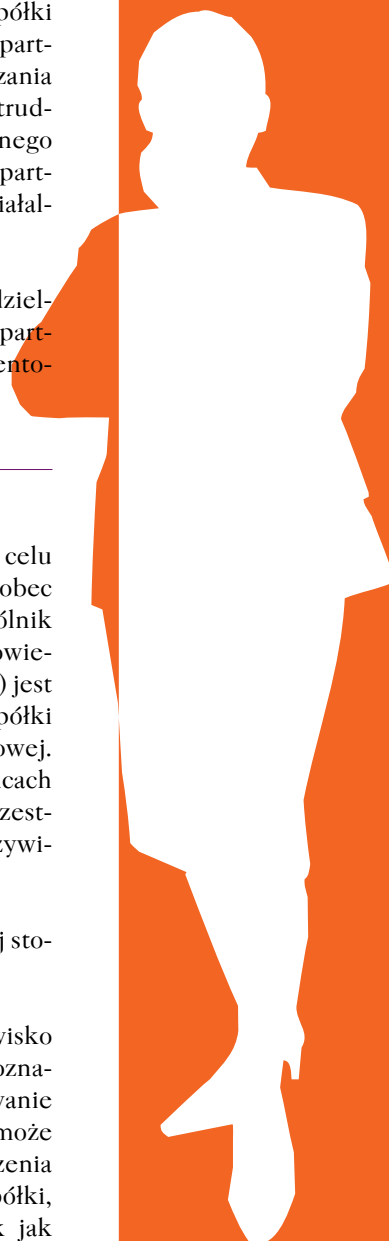 półki
part-
zania
trud-
nego
part-
iałal-
dziel-
part-
ento-
celu
obec
ólnik
owie-
) jest
półki
owej.
icach
zest-
zywi-
j sto-
wisko
ozna-
wanie
może
zenia
półki,
k jak